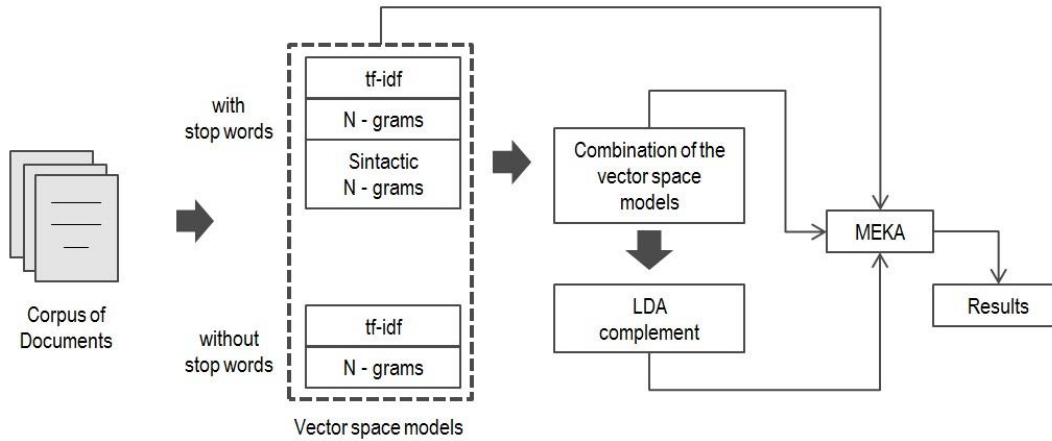 Corpus of
Documents
with
stop words
without
stop words
tf-idf
N - grams
Sintactic
N - grams
tf-idf
N - grams
Vector space models
Combination of the
vector space
models
LDA
complement
MEKA
Results